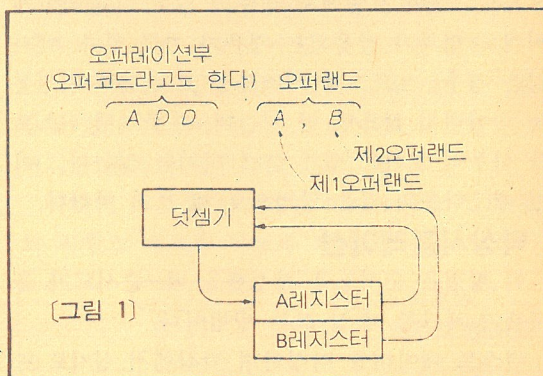 오퍼레이션부
(오퍼코드라고도 한다) 오퍼랜드
A D D A , B
제2오퍼랜드
제1오퍼랜드
덧셈기
A레지스터
[그림 1]
B레지스터